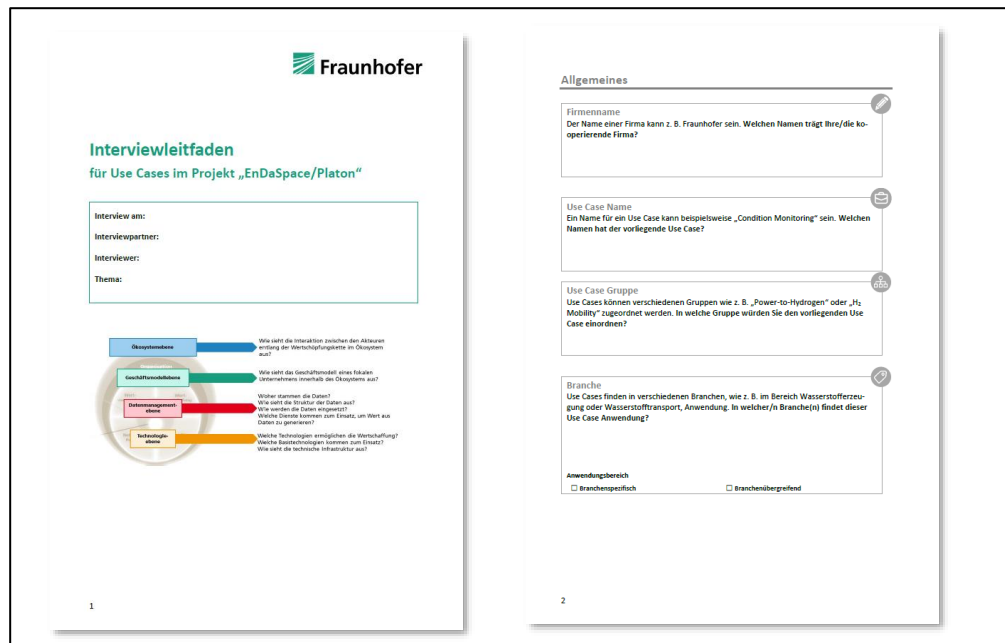 Fraunhofer
Interviewleitfaden
für Use Cases im Projekt „EnDaSpace/Platon“
Interview am:
Interviewpartner:
Interviewer:
Thema:
Ökosystemebene
Wie sieht die Interaktion zwischen den Akteuren
entlang der Wertschöpfungskette im Ökosystem
aus?
Geschäftsmodellebene
Wie sieht das Geschäftsmodell eines fokalen
Unternehmens innerhalb des Ökosystems aus?
Datenmanagement-
ebene
Woher stammen die Daten?
Wie sieht die Struktur der Daten aus?
Wie werden die Daten eingesetzt?
Welche Dienste kommen zum Einsatz, um Wert aus
Daten zu generieren?
Technologie-
ebene
Welche Technologien ermöglichen die Wertschaffung?
Welche Basistechnologien kommen zum Einsatz?
Wie sieht die technische Infrastruktur aus?
1
Allgemeines
Firmenname
Der Name einer Firma kann z. B. Fraunhofer sein. Welchen Namen trägt Ihre/die ko-
operierende Firma?
Use Case Name
Ein Name für ein Use Case kann beispielsweise „Condition Monitoring“ sein. Welchen
Namen hat der vorliegende Use Case?
Use Case Gruppe
Use Cases können verschiedenen Gruppen wie z. B. „Power-to-Hydrogen“ oder „H₂
Mobility“ zugeordnet werden. In welche Gruppe würden Sie den vorliegenden Use
Case einordnen?
Branche
Use Cases finden in verschiedenen Branchen, wie z. B. im Bereich Wasserstofferzeu-
gung oder Wasserstofftransport, Anwendung. In welcher/n Branche(n) findet dieser
Use Case Anwendung?
Anwendungsbereich
☐ Branchenspezifisch ☐ Branchenübergreifend
2